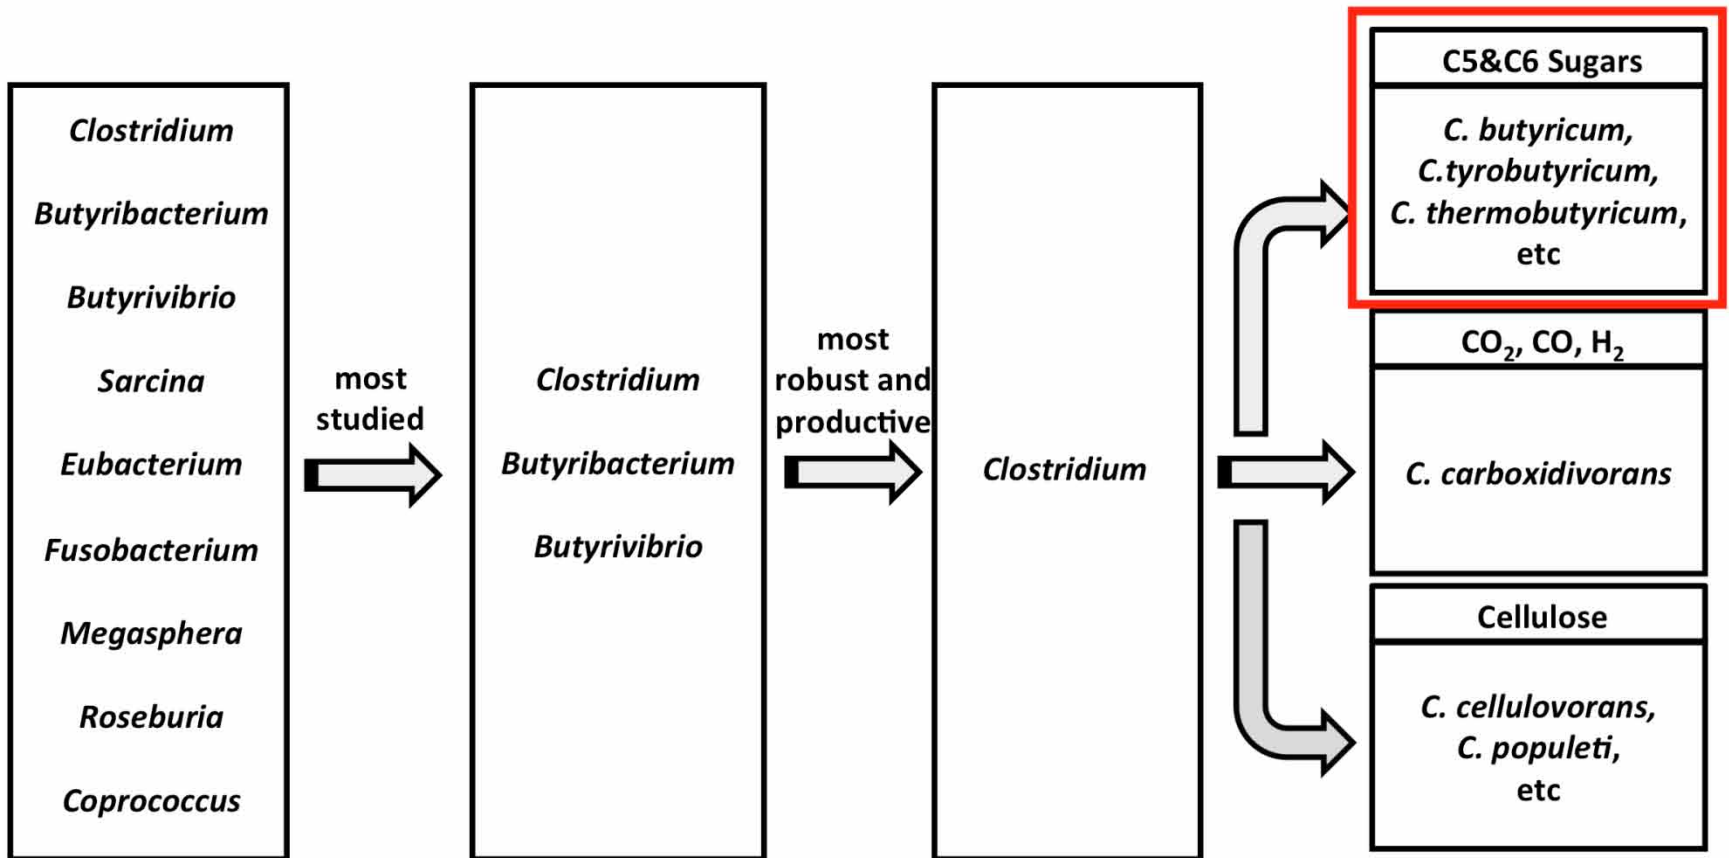 Clostridium
Butyribacterium
Butyrivibrio
Sarcina
Eubacterium
Fusobacterium
Megasphera
Roseburia
Coprococcus
most
studied
Clostridium
Butyribacterium
Butyrivibrio
most
robust and
productive
Clostridium
C5&C6 Sugars
C. butyricum,
C.tyrobutyricum,
C. thermobutyricum,
etc
CO₂, CO, H₂
C. carboxidivorans
Cellulose
C. cellulovorans,
C. populeti,
etc